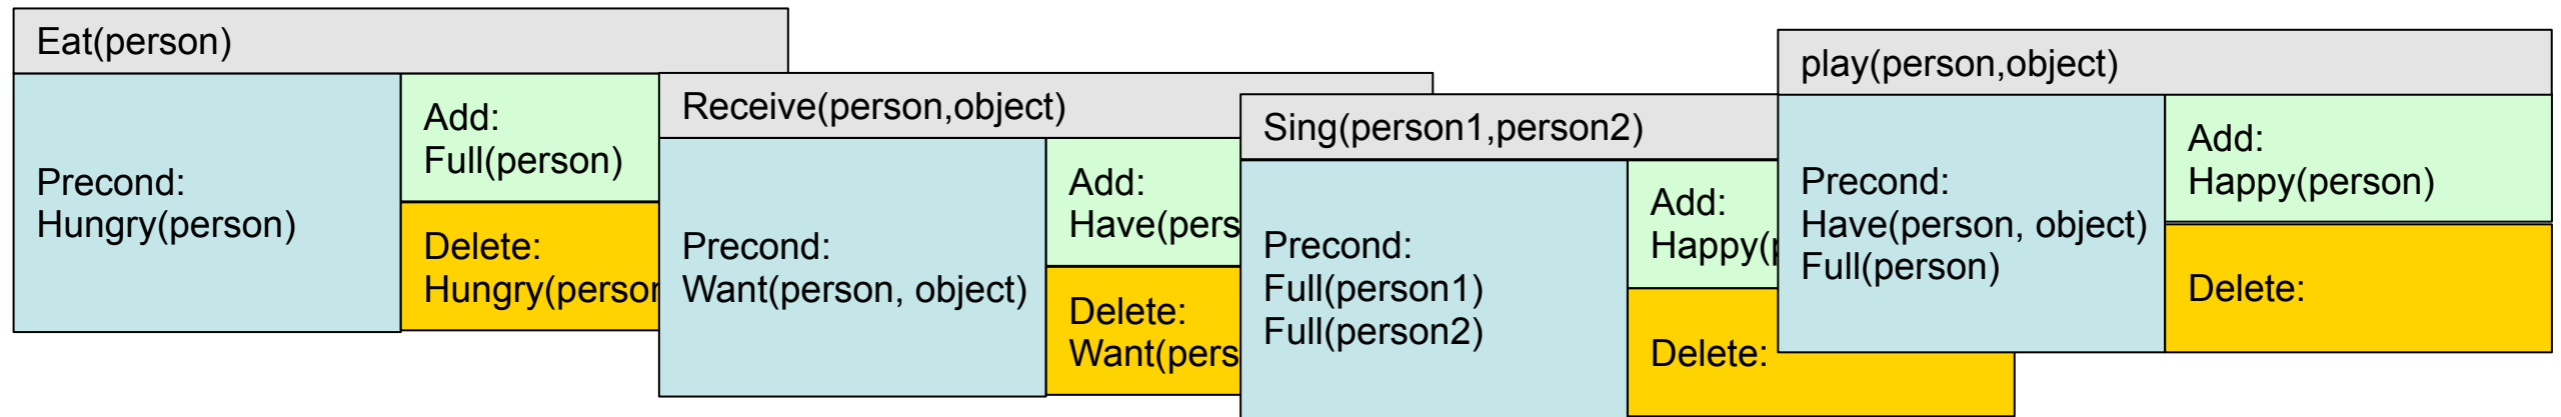 Eat(person)
Precond:
Hungry(person)
Add:
Full(person)
Delete:
Receive(person,object)
Precond:
Want(person, object)
Add:
Delete:
Sing(person1,person2)
Precond:
Full(person1)
Full(person2)
Add:
Delete:
play(person,object)
Precond:
Have(person, object)
Full(person)
Add:
Happy(person)
Delete: